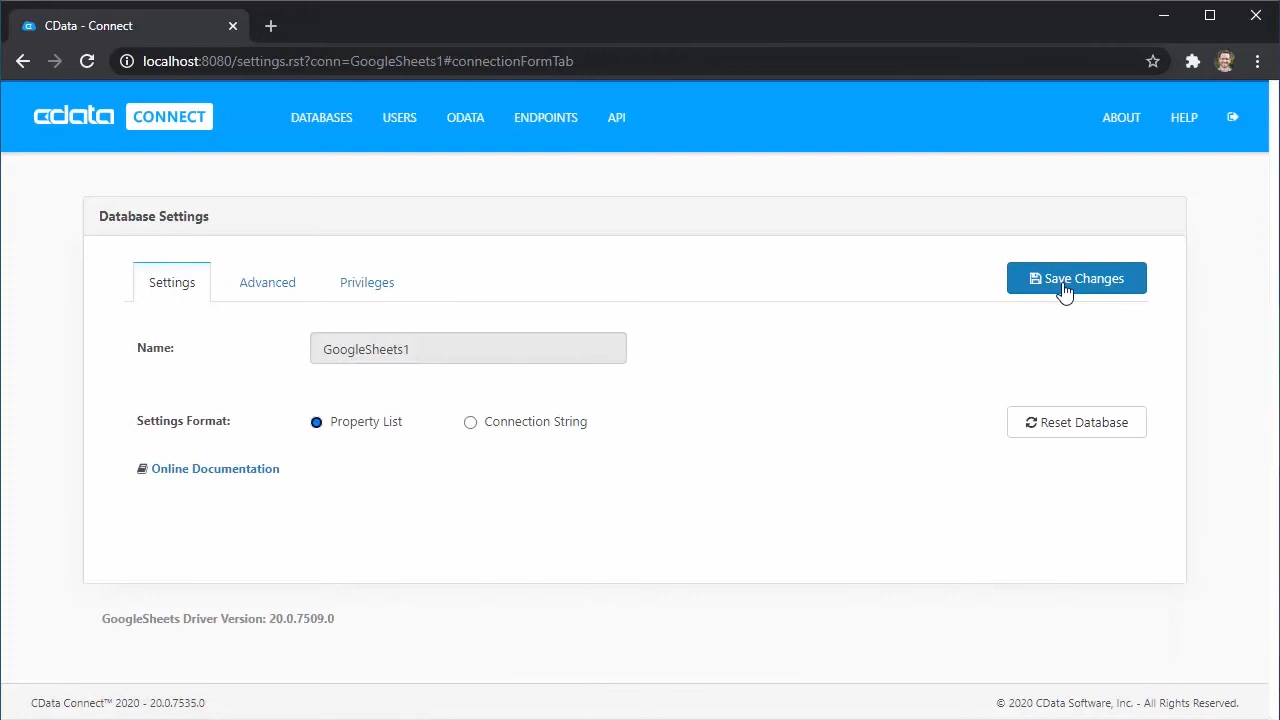 CData - Connect
localhost:8080/settings.rst?conn=GoogleSheets1#connectionFormTab
cdata CONNECT DATABASES USERS ODATA ENDPOINTS API ABOUT HELP
Database Settings
Settings Advanced Privileges Save Changes
Name: GoogleSheets1
Settings Format: Property List Connection String Reset Database
Online Documentation
GoogleSheets Driver Version: 20.0.7509.0
CData Connect™ 2020 - 20.0.7535.0 © 2020 CData Software, Inc. - All Rights Reserved.